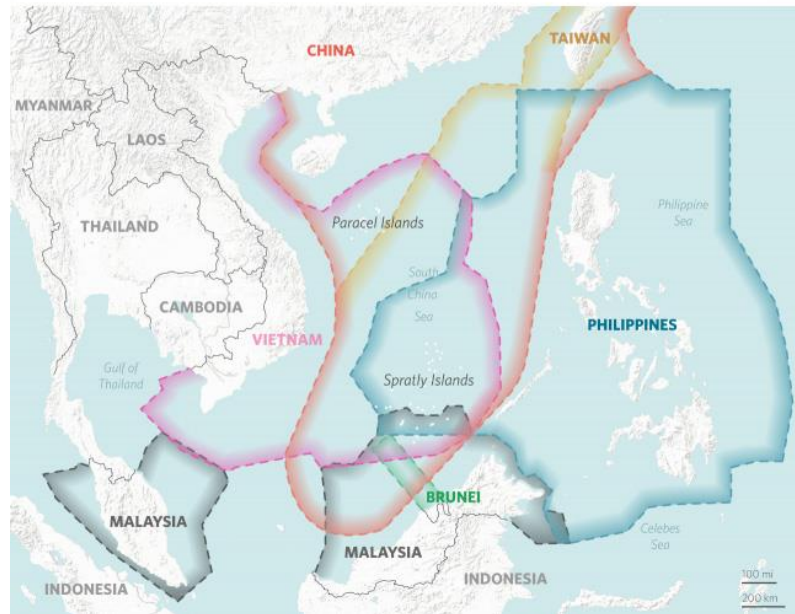 CHINA
TAIWAN
MYANMAR
LAOS
THAILAND
Paracel Islands
Philippine
Sea
South
China
Sea
CAMBODIA
VIETNAM
PHILIPPINES
Gulf of
Thailand
Spratly Islands
BRUNEI
MALAYSIA
MALAYSIA
Celebes
Sea
INDONESIA
INDONESIA
100 mi
200 km